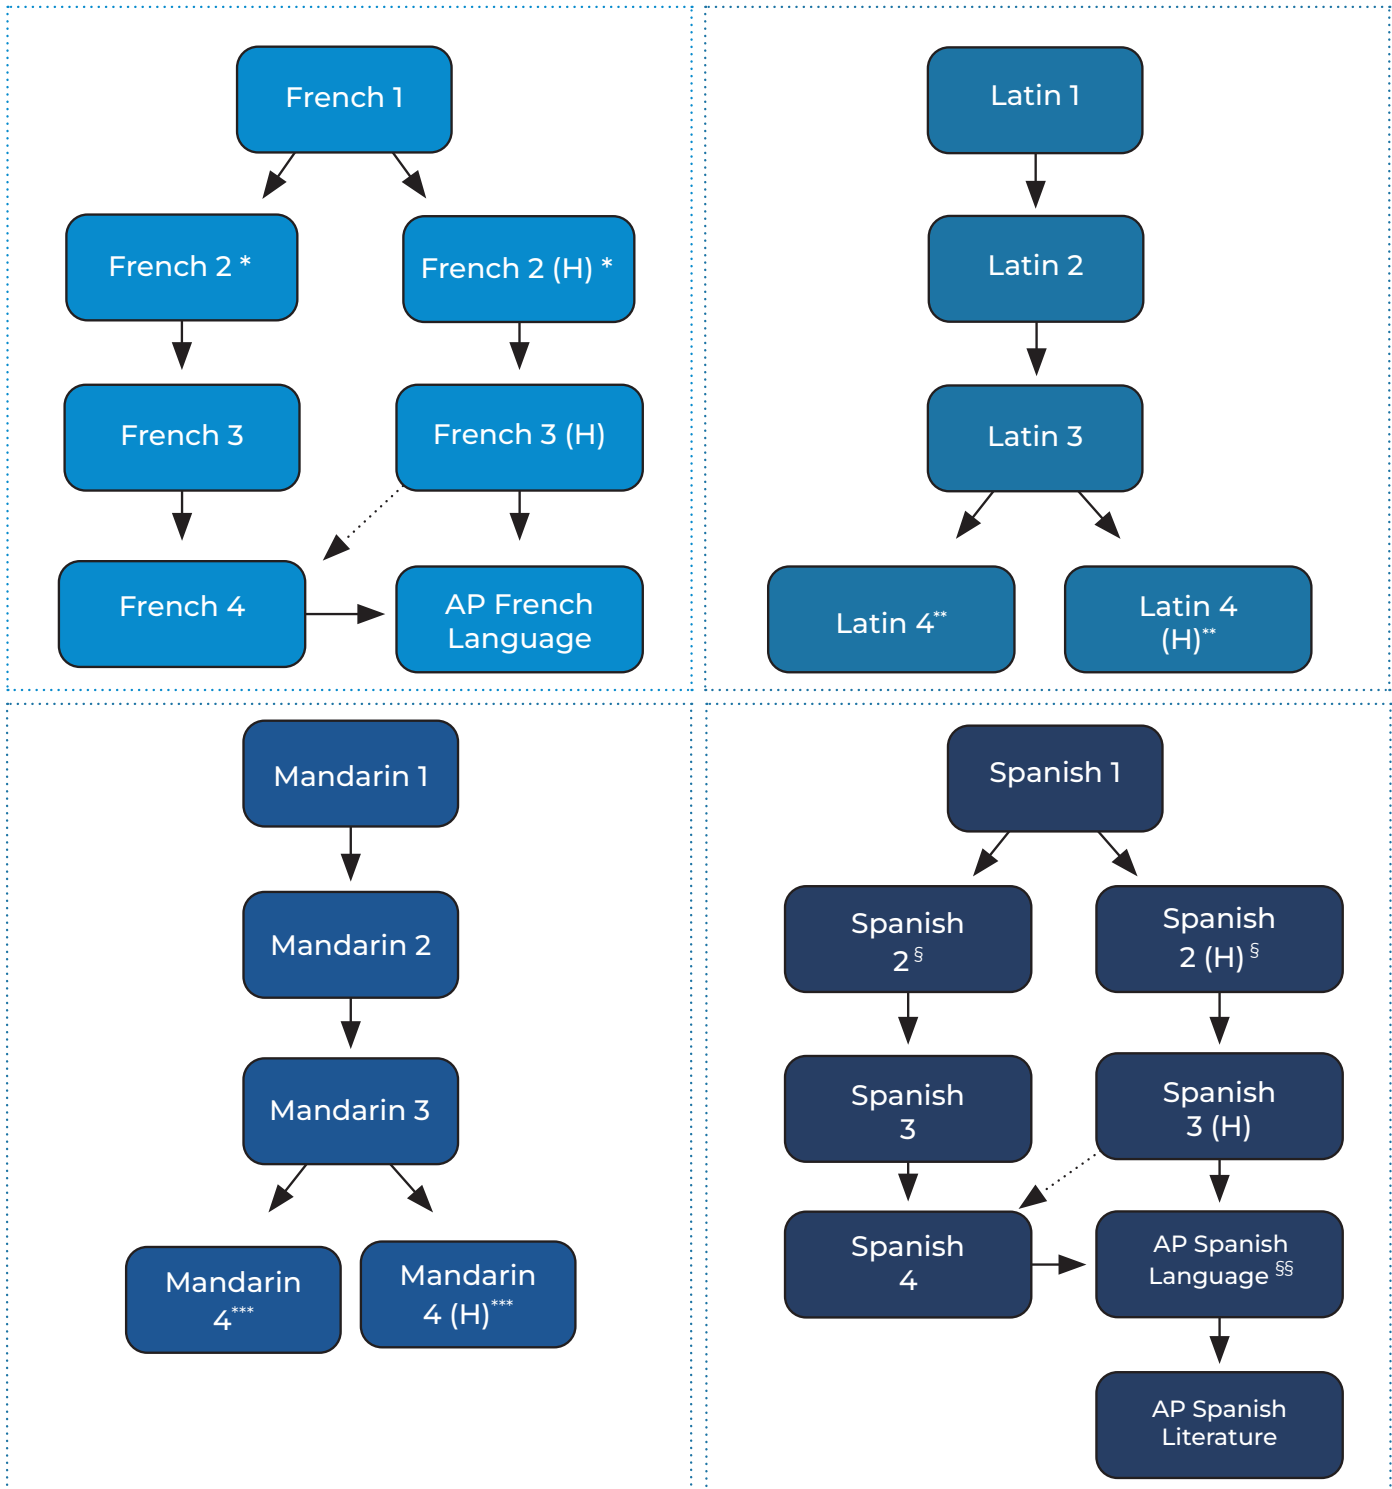 French 1
French 2 *
French 2 (H) *
French 3
French 3 (H)
French 4
AP French
Language
Latin 1
Latin 2
Latin 3
Latin 4**
Latin 4
(H)**
Mandarin 1
Mandarin 2
Mandarin 3
Mandarin
4***
Mandarin
4 (H)***
Spanish 1
Spanish
2 §
Spanish
2 (H) §
Spanish
3
Spanish
3 (H)
Spanish
4
AP Spanish
Language §§
AP Spanish
Literature